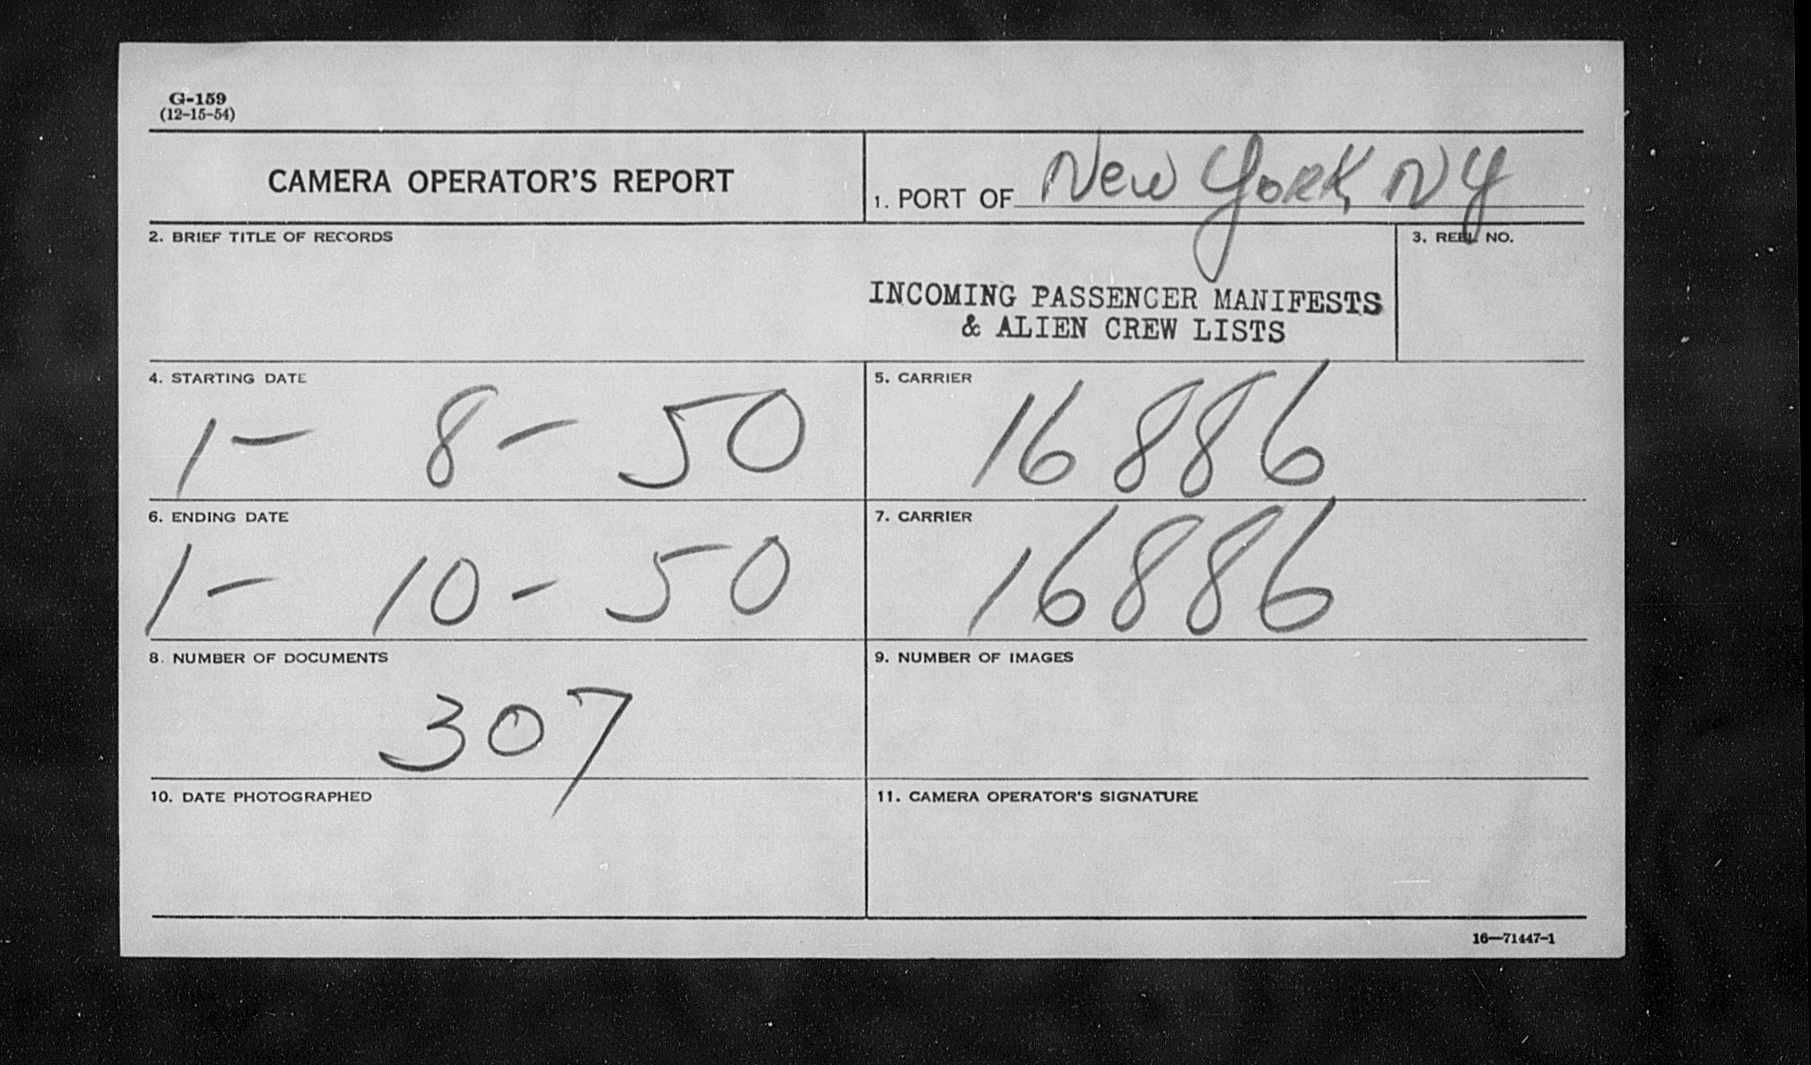 G-159
(12-15-54)
CAMERA OPERATOR'S REPORT
1. PORT OF New York, NY
2. BRIEF TITLE OF RECORDS
3. REEL NO.
INCOMING PASSENGER MANIFESTS
& ALIEN CREW LISTS
4. STARTING DATE
1- 8- 50
5. CARRIER
16886
6. ENDING DATE
1- 10- 50
7. CARRIER
16886
8. NUMBER OF DOCUMENTS
307
9. NUMBER OF IMAGES
10. DATE PHOTOGRAPHED
11. CAMERA OPERATOR'S SIGNATURE
16—71447-1